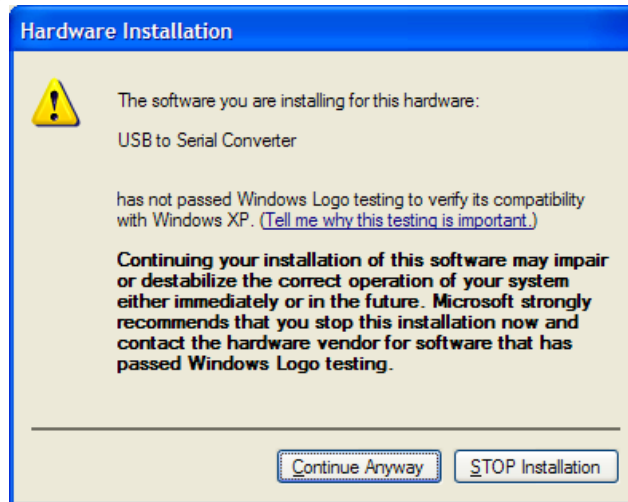 Hardware Installation
The software you are installing for this hardware:
USB to Serial Converter
has not passed Windows Logo testing to verify its compatibility
with Windows XP. (Tell me why this testing is important.)
Continuing your installation of this software may impair
or destabilize the correct operation of your system
either immediately or in the future. Microsoft strongly
recommends that you stop this installation now and
contact the hardware vendor for software that has
passed Windows Logo testing.
Continue Anyway
STOP Installation